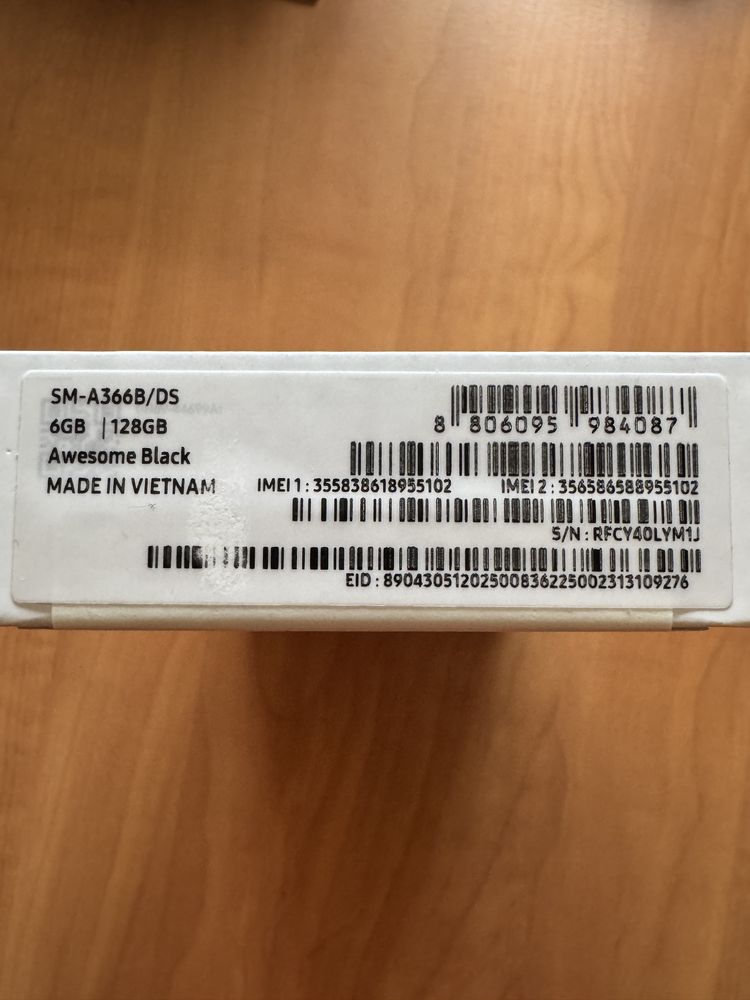 SM-A366B/DS
6GB | 128GB
Awesome Black
MADE IN VIETNAM
8 806095 984087
IMEI 1 : 355838618955102
IMEI 2 : 356586588955102
S/N : RFCY40LYM1J
EID : 89043051202500836225002313109276